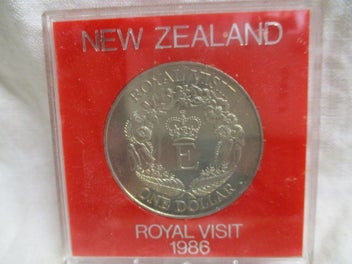 NEW ZEALAND
ROYAL VISIT
E
ONE DOLLAR
ROYAL VISIT
1986